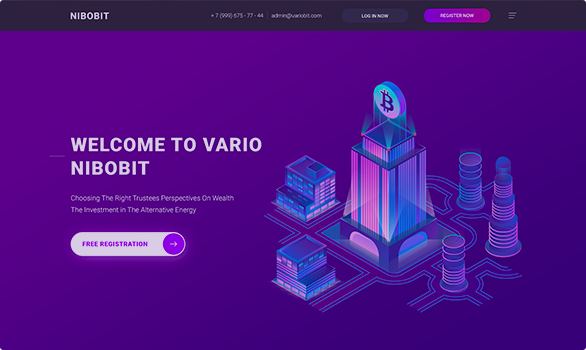 NIBOBIT
+ 7 (999) 675 - 77 - 44
admin@variobit.com
LOG IN NOW
REGISTER NOW
WELCOME TO VARIO
NIBOBIT
Choosing The Right Trustees Perspectives On Wealth
The Investment in The Alternative Energy
FREE REGISTRATION